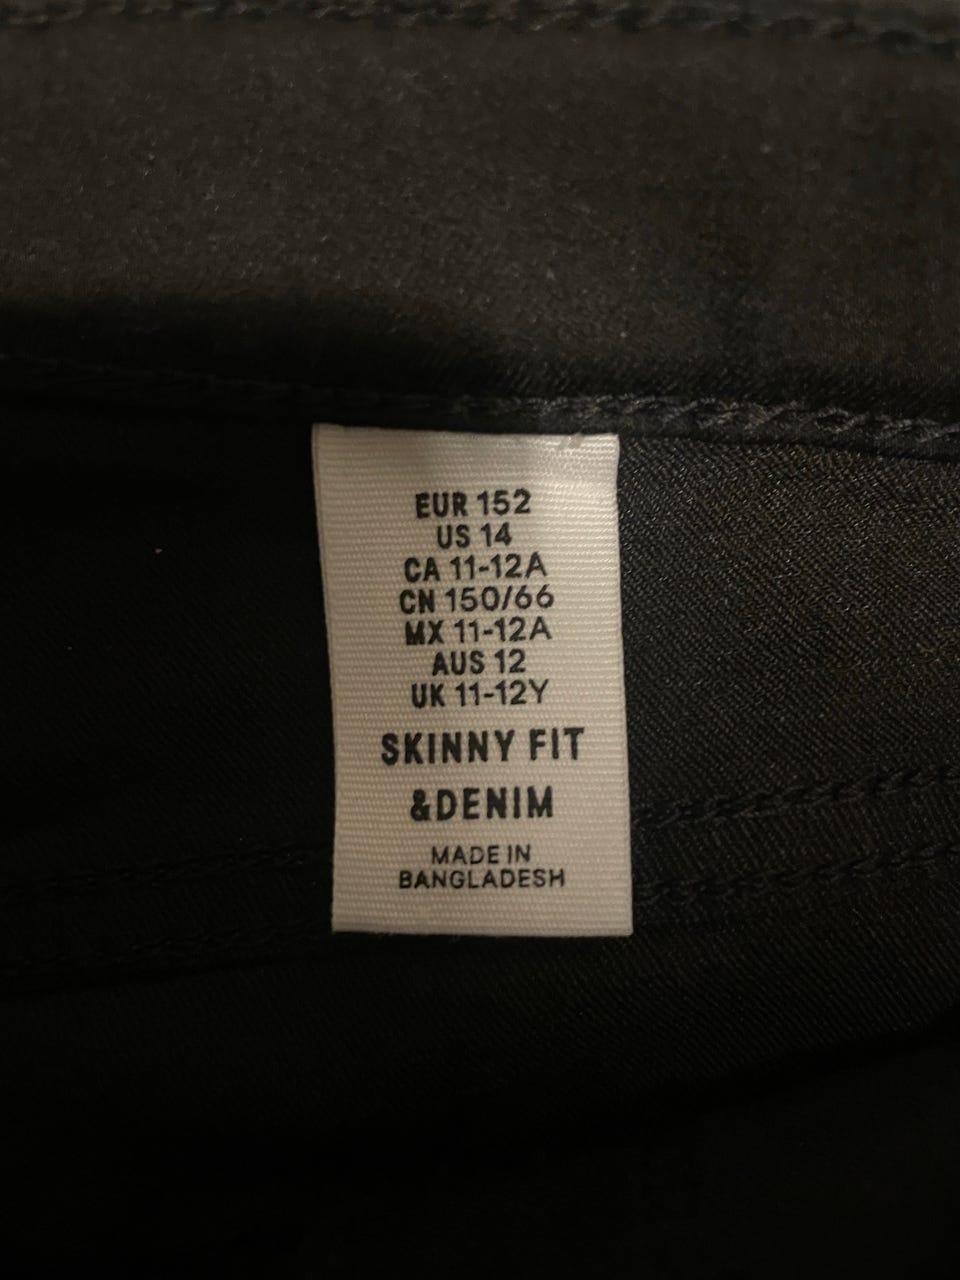 EUR 152
US 14
CA 11-12A
CN 150/66
MX 11-12A
AUS 12
UK 11-12Y
SKINNY FIT
&DENIM
MADE IN
BANGLADESH